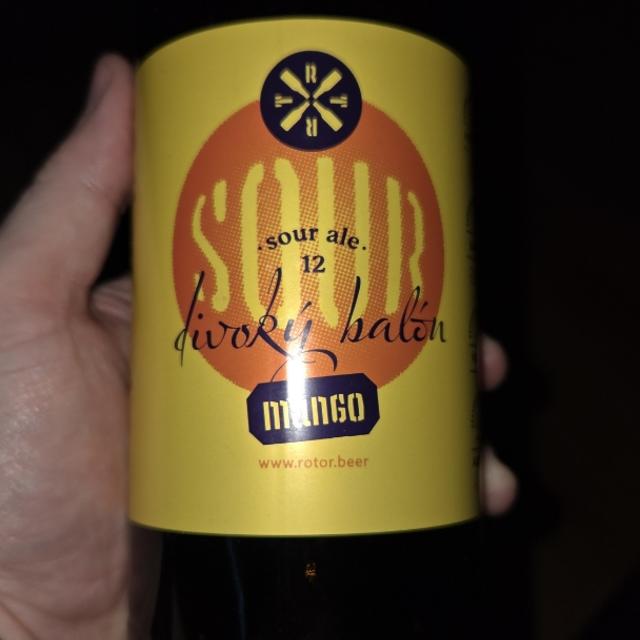 R
T R
R
SOUR
·sour ale·
12
divoký balón
mango
www.rotor.beer